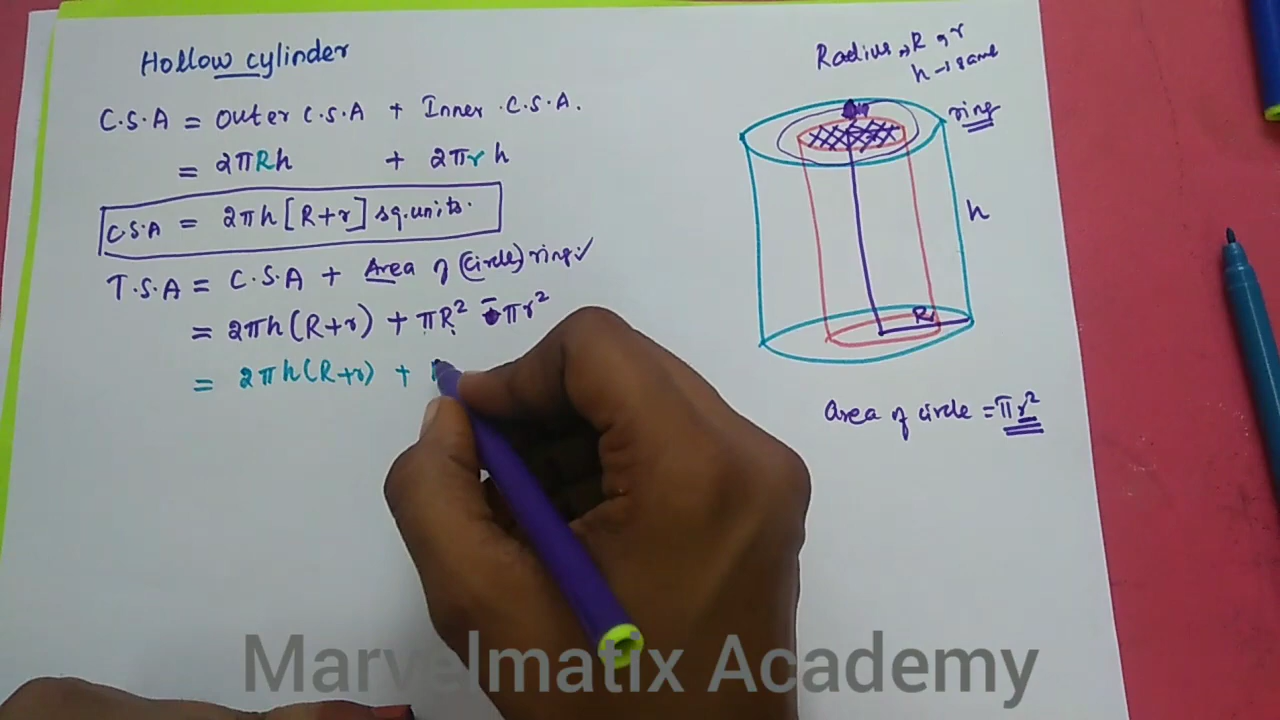 Hollow cylinder
C.S.A = Outer C.S.A + Inner C.S.A.
= 2πRh + 2πrh
C.S.A = 2πh[R+r] sq.units.
T.S.A = C.S.A + Area of (circle) ring ✓
= 2πh(R+r) + πR² - πr²
= 2πh(R+r) +
Radius → R, r
h → same
ring
h
R
Area of circle = πr²
Marvelmatix Academy